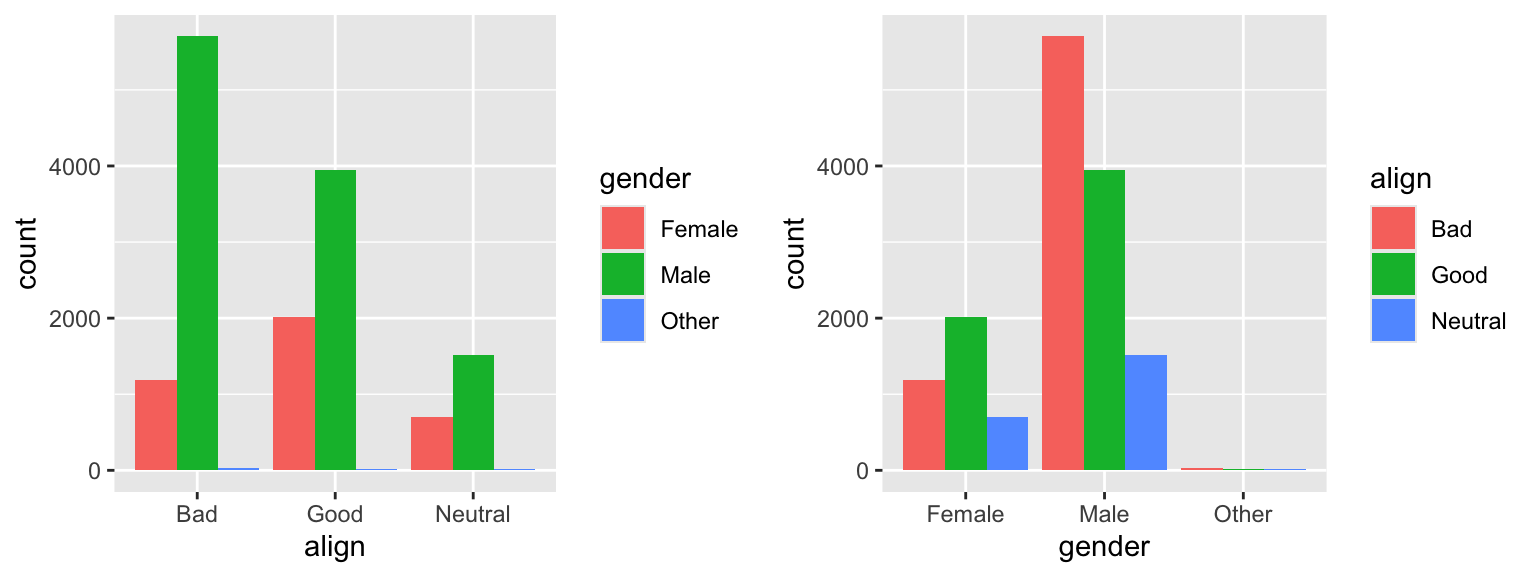 count
4000
2000
0
Bad Good Neutral
align
gender
Female
Male
Other
count
4000
2000
0
Female Male Other
gender
align
Bad
Good
Neutral